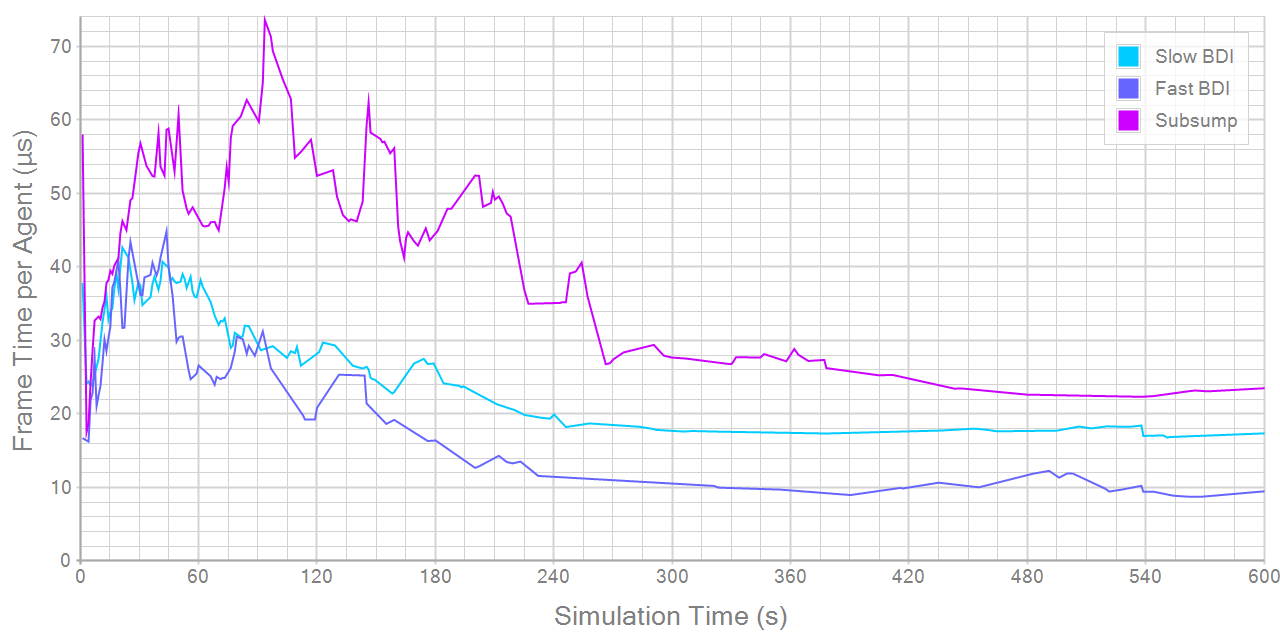 Frame Time per Agent (µs)
70
60
50
40
30
20
10
0
Slow BDI
Fast BDI
Subsump
0 60 120 180 240 300 360 420 480 540 600
Simulation Time (s)